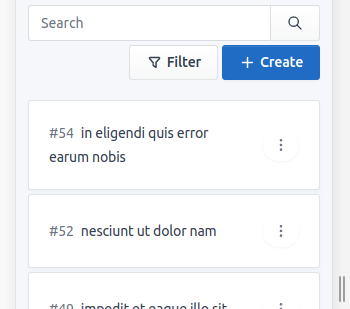 Search
Filter
Create
#54 in eligendi quis error
earum nobis
#52 nesciunt ut dolor nam
#49 impedit et eaque illo sit